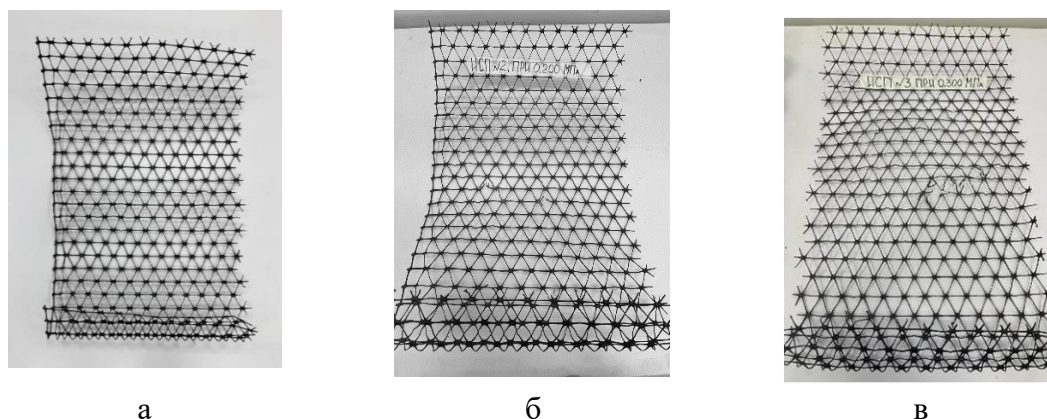 ИСП №2, ПРИ 0.200 МПа
ИСП №3 ПРИ 0.300 МПа
а
б
в